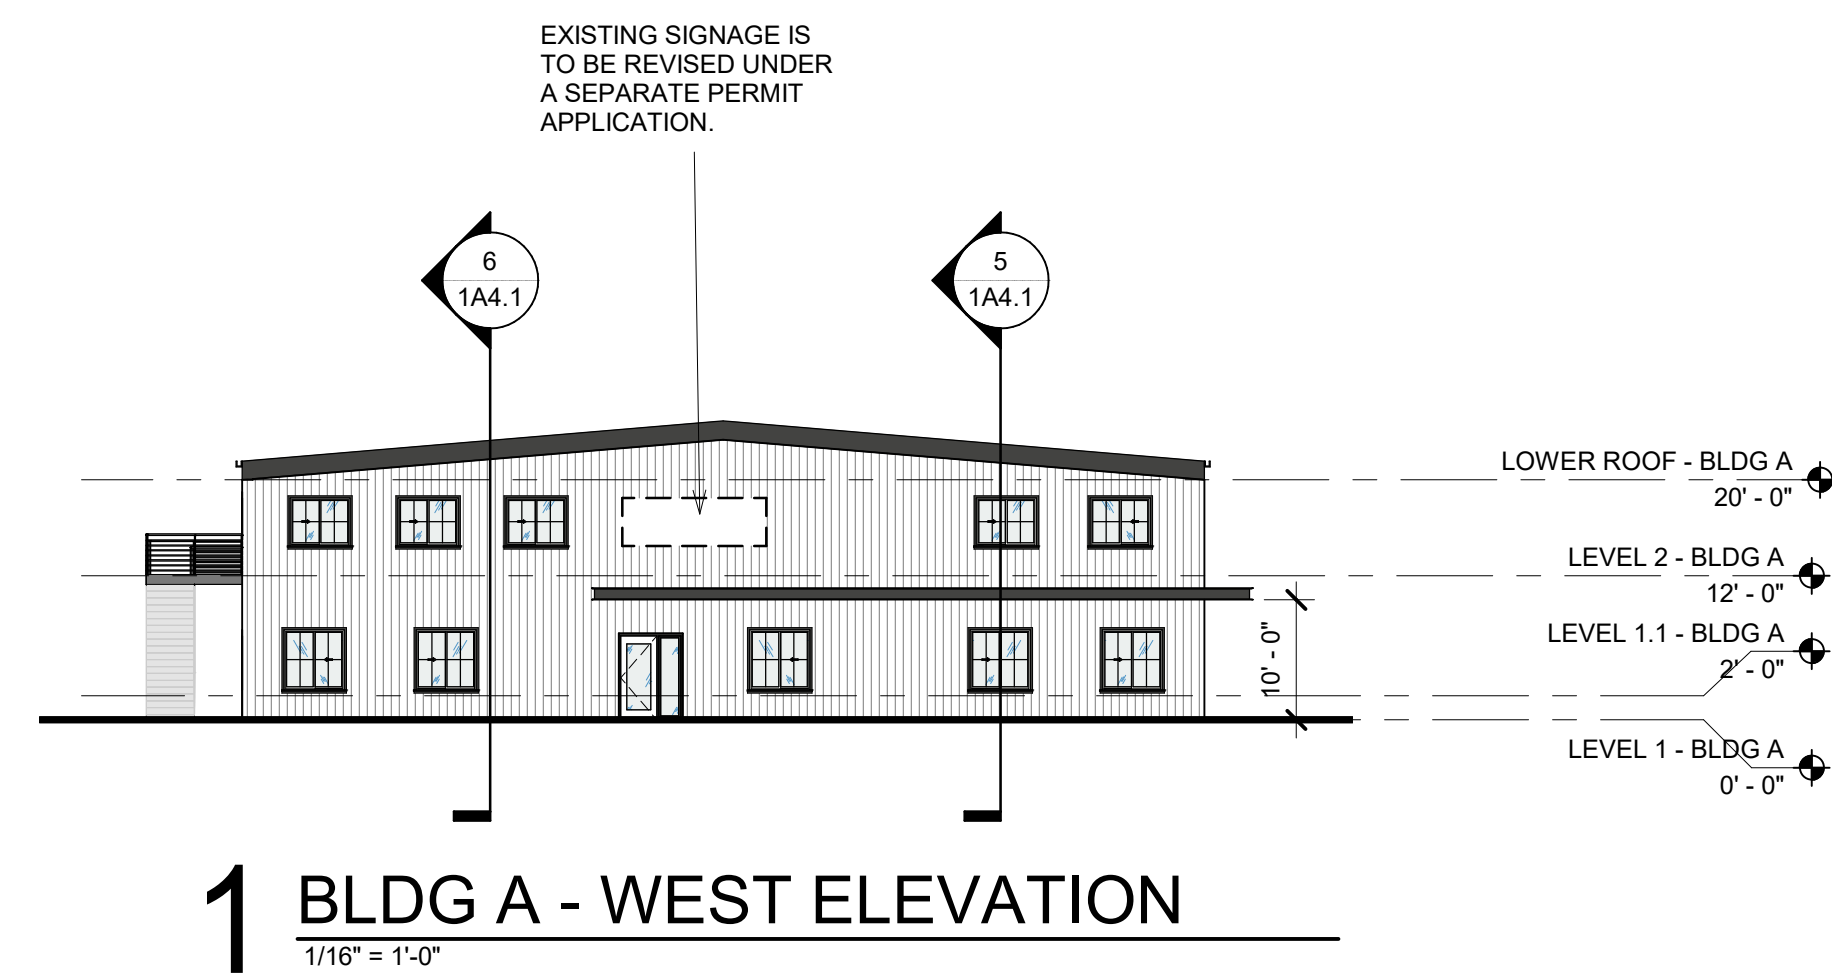 EXISTING SIGNAGE IS
TO BE REVISED UNDER
A SEPARATE PERMIT
APPLICATION.
6
1A4.1
5
1A4.1
LOWER ROOF - BLDG A
20' - 0"
LEVEL 2 - BLDG A
12' - 0"
LEVEL 1.1 - BLDG A
2' - 0"
10' - 0"
LEVEL 1 - BLDG A
0' - 0"
1 BLDG A - WEST ELEVATION
1/16" = 1'-0"